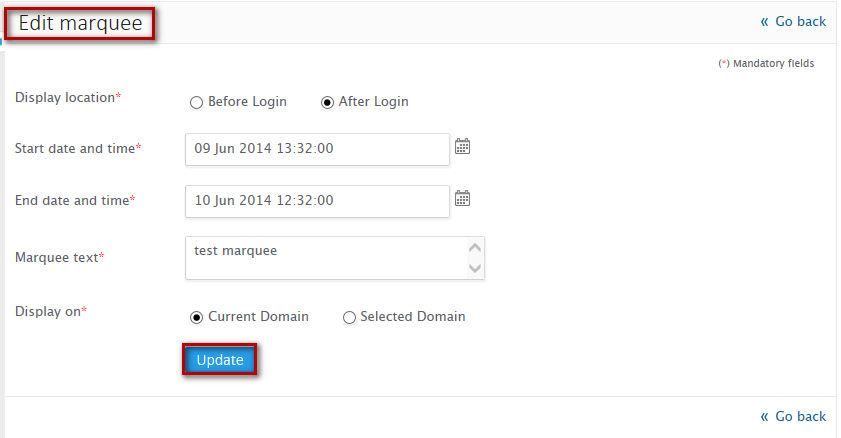 Edit marquee
« Go back
(*) Mandatory fields
Display location*
Before Login
After Login
Start date and time*
09 Jun 2014 13:32:00
End date and time*
10 Jun 2014 12:32:00
Marquee text*
test marquee
Display on*
Current Domain
Selected Domain
Update
« Go back